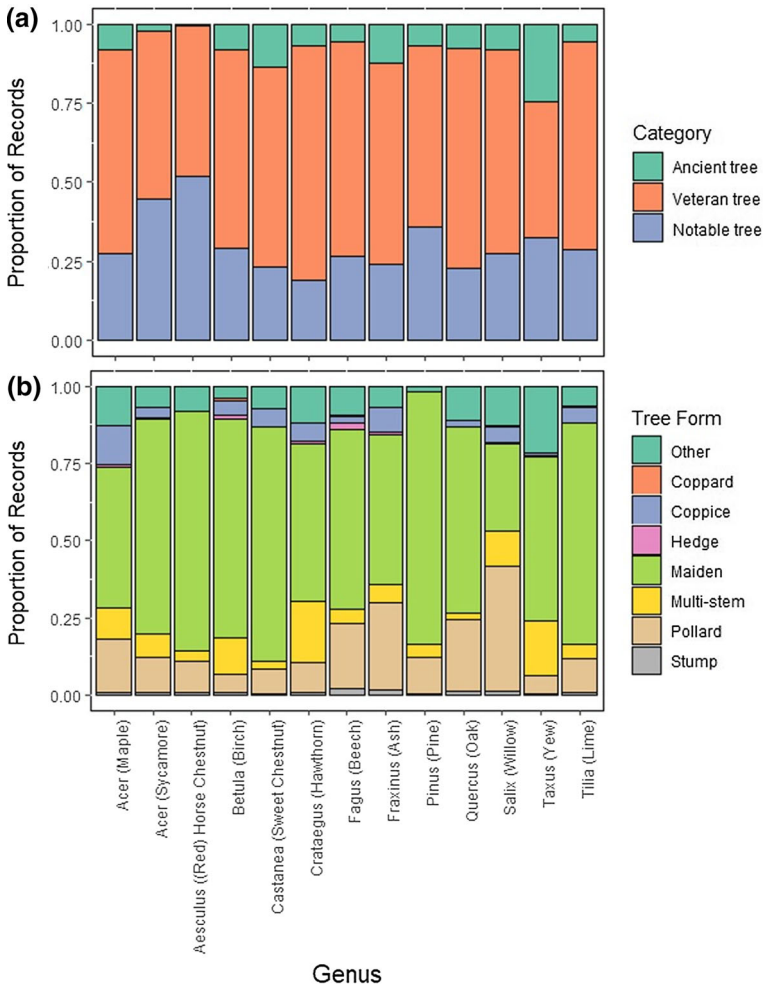 (a)
1.00
0.75
0.50
0.25
0.00
Proportion of Records
Category
Ancient tree
Veteran tree
Notable tree
(b)
1.00
0.75
0.50
0.25
0.00
Proportion of Records
Tree Form
Other
Coppard
Coppice
Hedge
Maiden
Multi-stem
Pollard
Stump
Acer (Maple)
Acer (Sycamore)
Aesculus ((Red) Horse Chestnut)
Betula (Birch)
Castanea (Sweet Chestnut)
Crataegus (Hawthorn)
Fagus (Beech)
Fraxinus (Ash)
Pinus (Pine)
Quercus (Oak)
Salix (Willow)
Taxus (Yew)
Tilia (Lime)
Genus